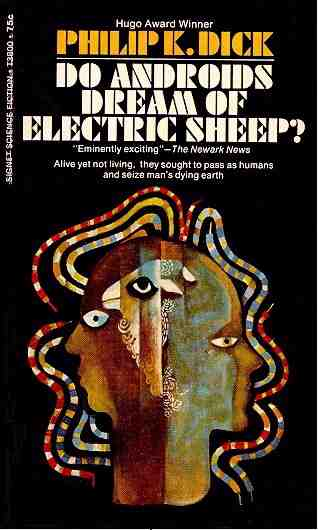 Hugo Award Winner
PHILIP K. DICK
DO ANDROIDS
DREAM OF
ELECTRIC SHEEP?
"Eminently exciting"—The Newark News
Alive yet not living, they sought to pass as humans
and seize man's dying earth
SIGNET SCIENCE FICTION • T3800 • 75c